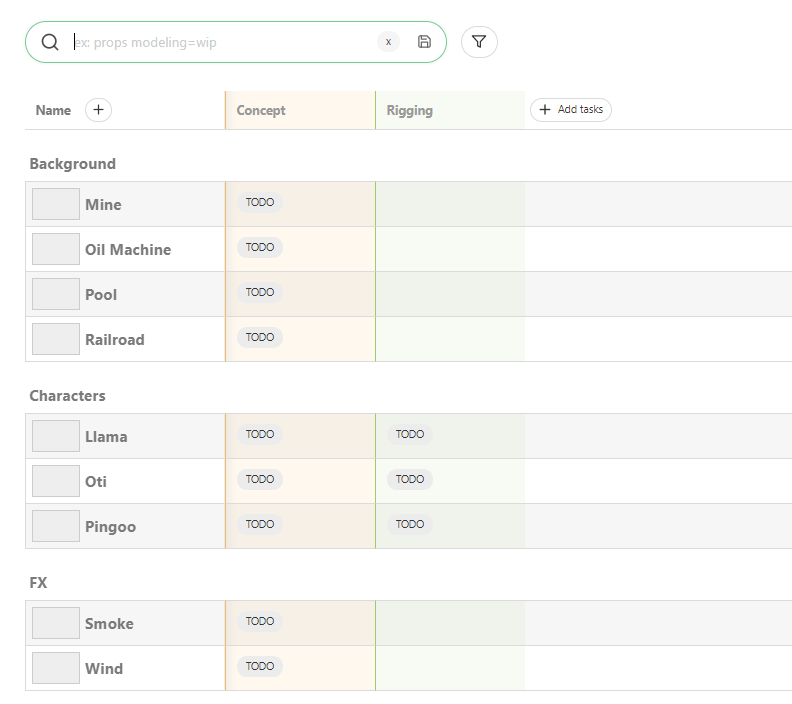 ex: props modeling=wip x
Name + Concept Rigging + Add tasks
Background
Mine TODO
Oil Machine TODO
Pool TODO
Railroad TODO
Characters
Llama TODO TODO
Oti TODO TODO
Pingoo TODO TODO
FX
Smoke TODO
Wind TODO